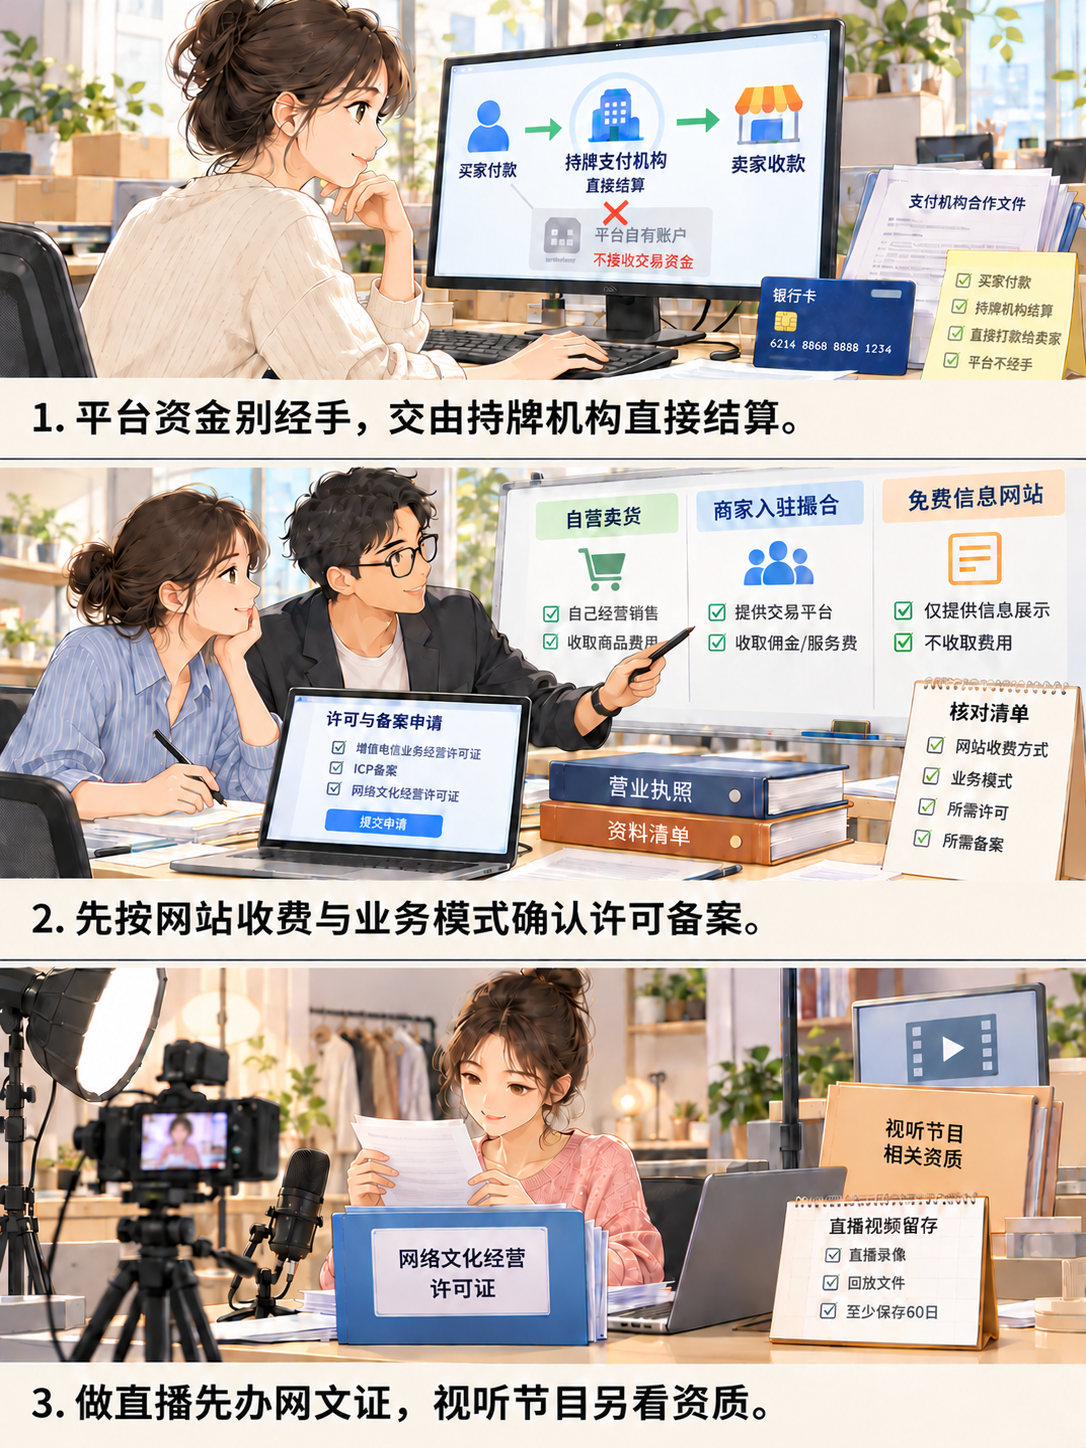 买家付款
持牌支付机构
直接结算
卖家收款
平台自有账户
不接收交易资金
支付机构合作文件
银行卡
6214 8868 8888 1234
买家付款
持牌机构结算
直接打款给卖家
平台不经手
1. 平台资金别经手，交由持牌机构直接结算。
自营卖货
自己经营销售
收取商品费用
商家入驻撮合
提供交易平台
收取佣金/服务费
免费信息网站
仅提供信息展示
不收取费用
许可与备案申请
增值电信业务经营许可证
ICP备案
网络文化经营许可证
提交申请
营业执照
资料清单
核对清单
网站收费方式
业务模式
所需许可
所需备案
2. 先按网站收费与业务模式确认许可备案。
网络文化经营
许可证
视听节目
相关资质
直播视频留存
直播录像
回放文件
至少保存60日
3. 做直播先办网文证，视听节目另看资质。